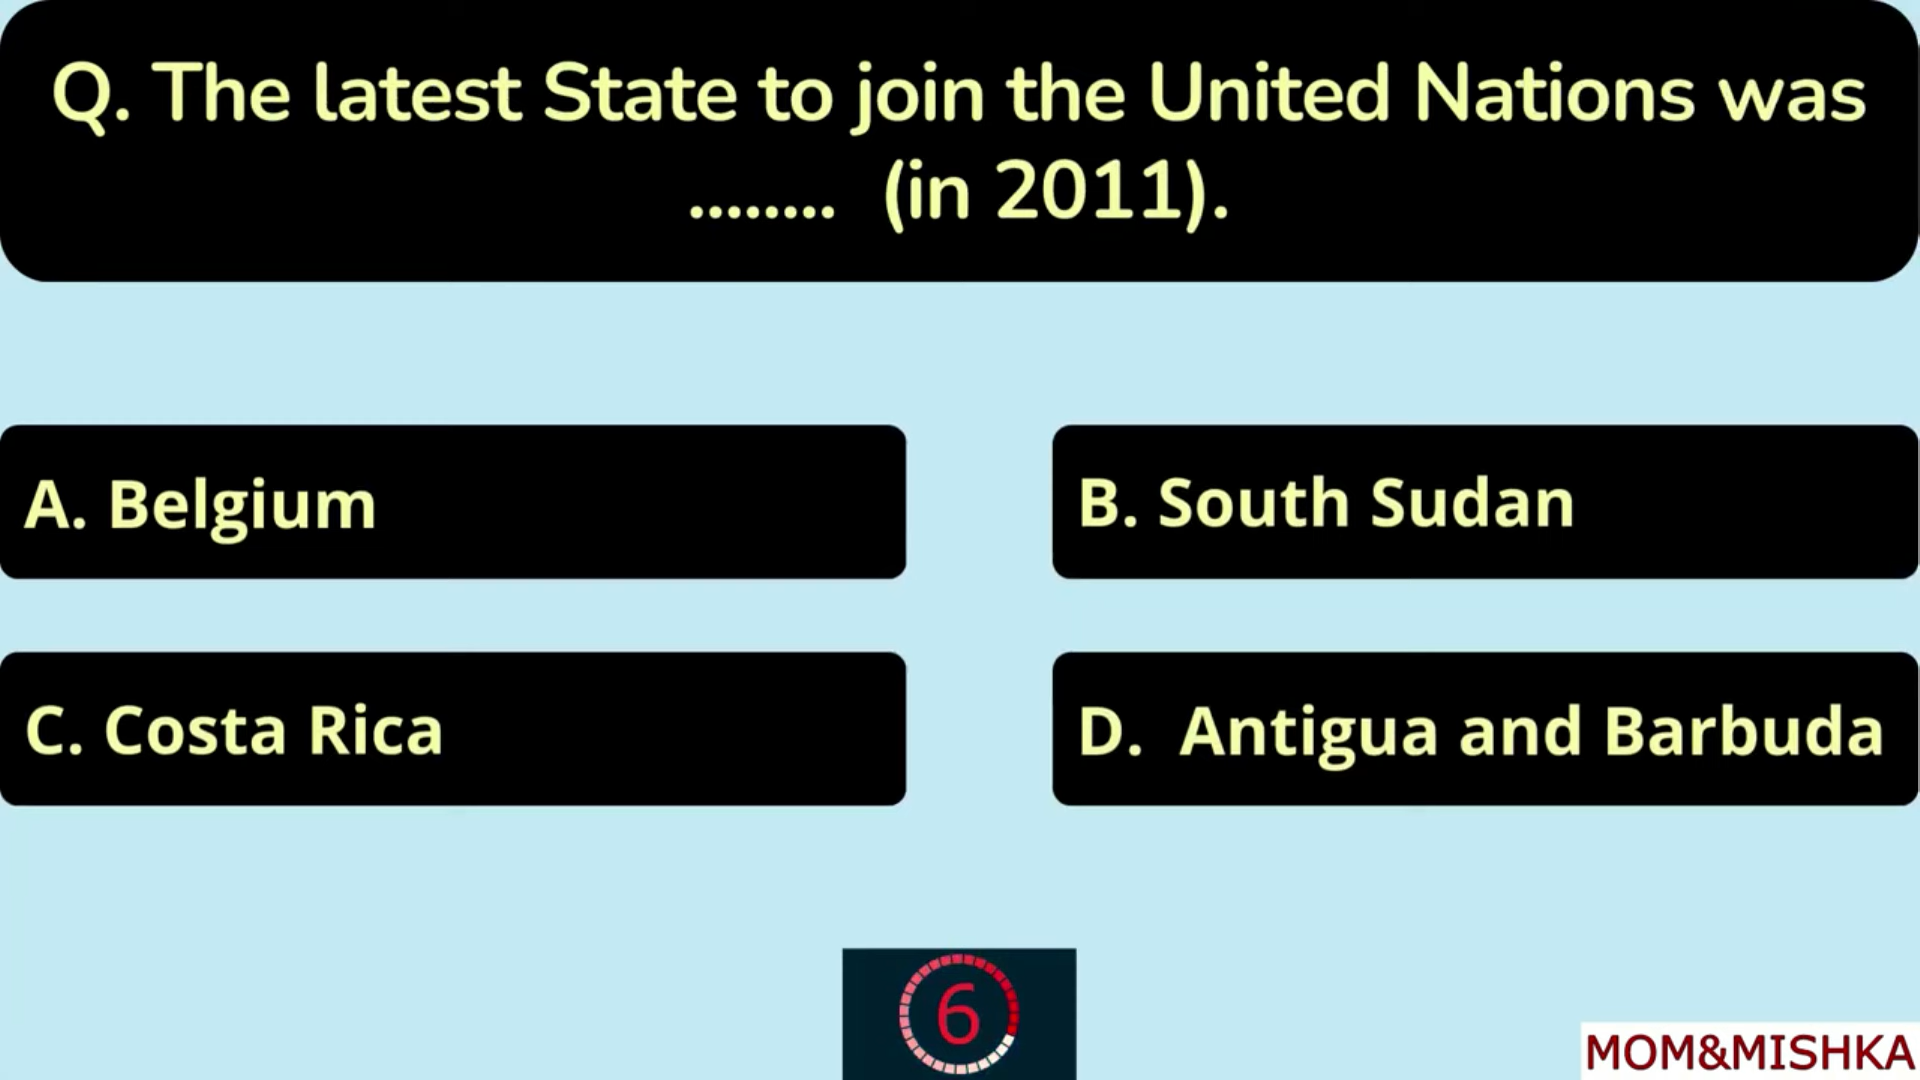 Q. The latest State to join the United Nations was
........ (in 2011).
A. Belgium
B. South Sudan
C. Costa Rica
D. Antigua and Barbuda
6
MOM&MISHKA